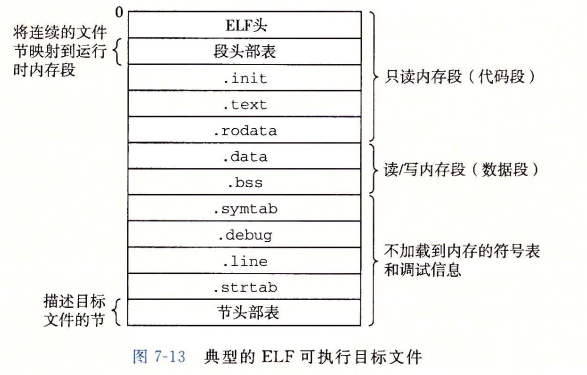 0
将连续的文件
节映射到运行
时内存段
ELF头
段头部表
.init
.text
.rodata
只读内存段（代码段）
.data
.bss
读/写内存段（数据段）
.symtab
.debug
.line
.strtab
不加载到内存的符号表
和调试信息
描述目标
文件的节
节头部表
图 7-13 典型的 ELF 可执行目标文件